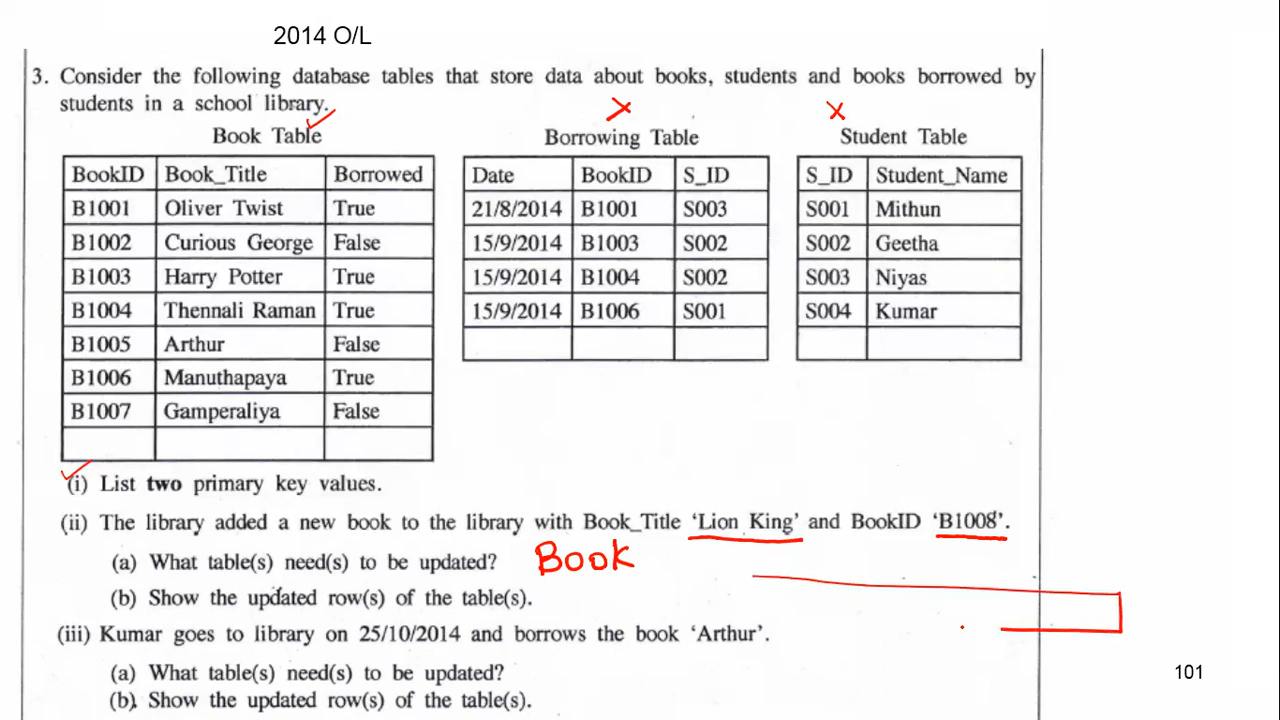 2014 O/L
3. Consider the following database tables that store data about books, students and books borrowed by
students in a school library.
Book Table
BookID Book_Title Borrowed
B1001 Oliver Twist True
B1002 Curious George False
B1003 Harry Potter True
B1004 Thennali Raman True
B1005 Arthur False
B1006 Manuthapaya True
B1007 Gamperaliya False
Borrowing Table
Date BookID S_ID
21/8/2014 B1001 S003
15/9/2014 B1003 S002
15/9/2014 B1004 S002
15/9/2014 B1006 S001
Student Table
S_ID Student_Name
S001 Mithun
S002 Geetha
S003 Niyas
S004 Kumar
(i) List two primary key values.
(ii) The library added a new book to the library with Book_Title ‘Lion King’ and BookID ‘B1008’.
(a) What table(s) need(s) to be updated? Book
(b) Show the updated row(s) of the table(s).
(iii) Kumar goes to library on 25/10/2014 and borrows the book ‘Arthur’.
(a) What table(s) need(s) to be updated?
(b) Show the updated row(s) of the table(s).
101